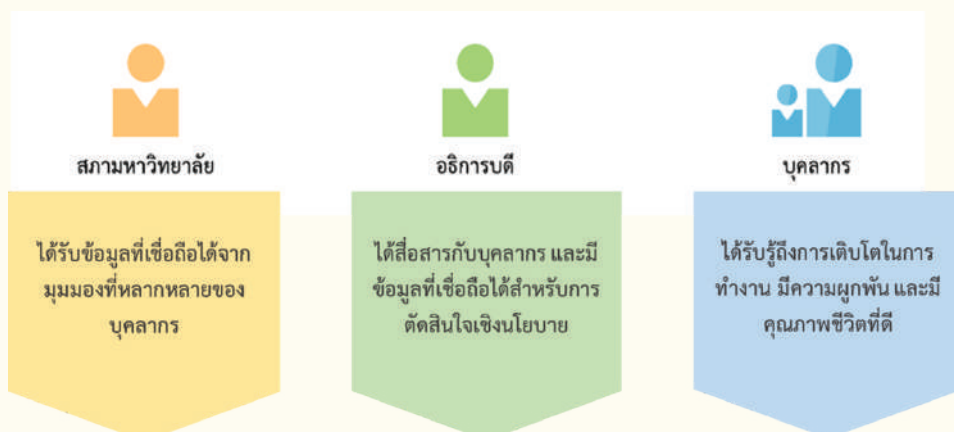 สภามหาวิทยาลัย
อธิการบดี
บุคลากร
ได้รับข้อมูลที่เชื่อถือได้จาก
มุมมองที่หลากหลายของ
บุคลากร
ได้สื่อสารกับบุคลากร และมี
ข้อมูลที่เชื่อถือได้สำหรับการ
ตัดสินใจเชิงนโยบาย
ได้รับรู้ถึงการเติบโตในการ
ทำงาน มีความผูกพัน และมี
คุณภาพชีวิตที่ดี